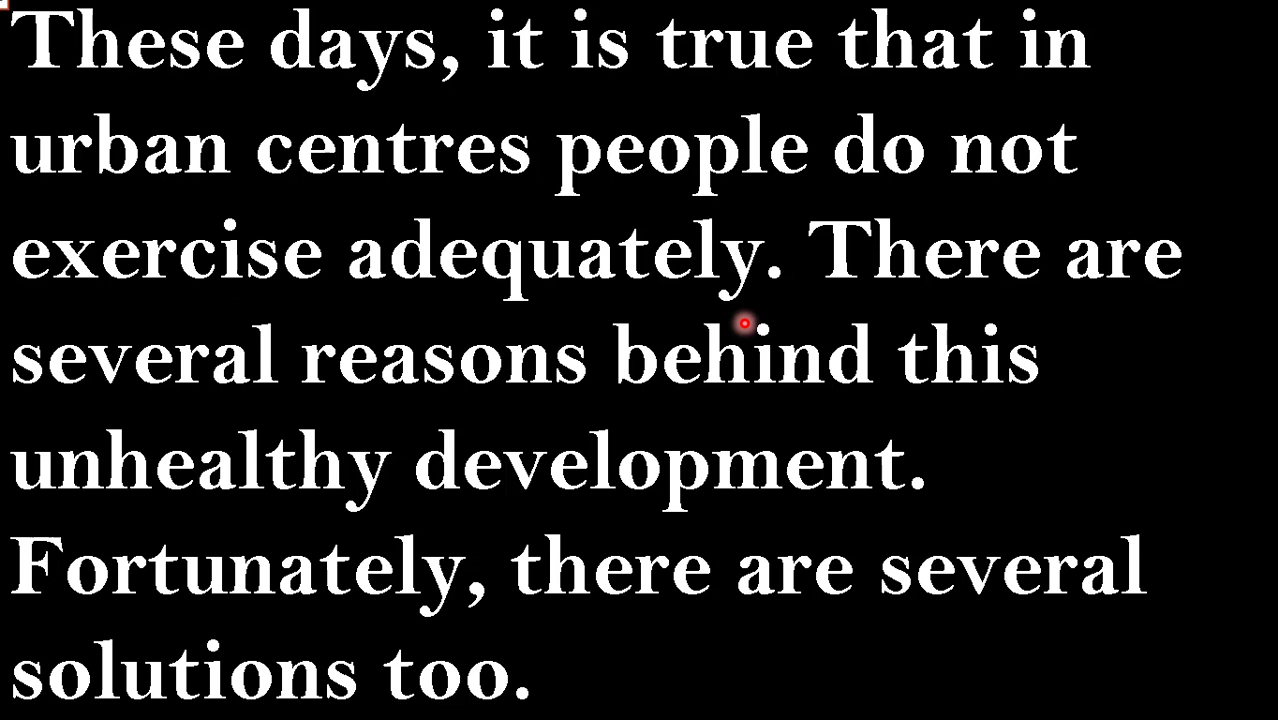 These days, it is true that in
urban centres people do not
exercise adequately. There are
several reasons behind this
unhealthy development.
Fortunately, there are several
solutions too.